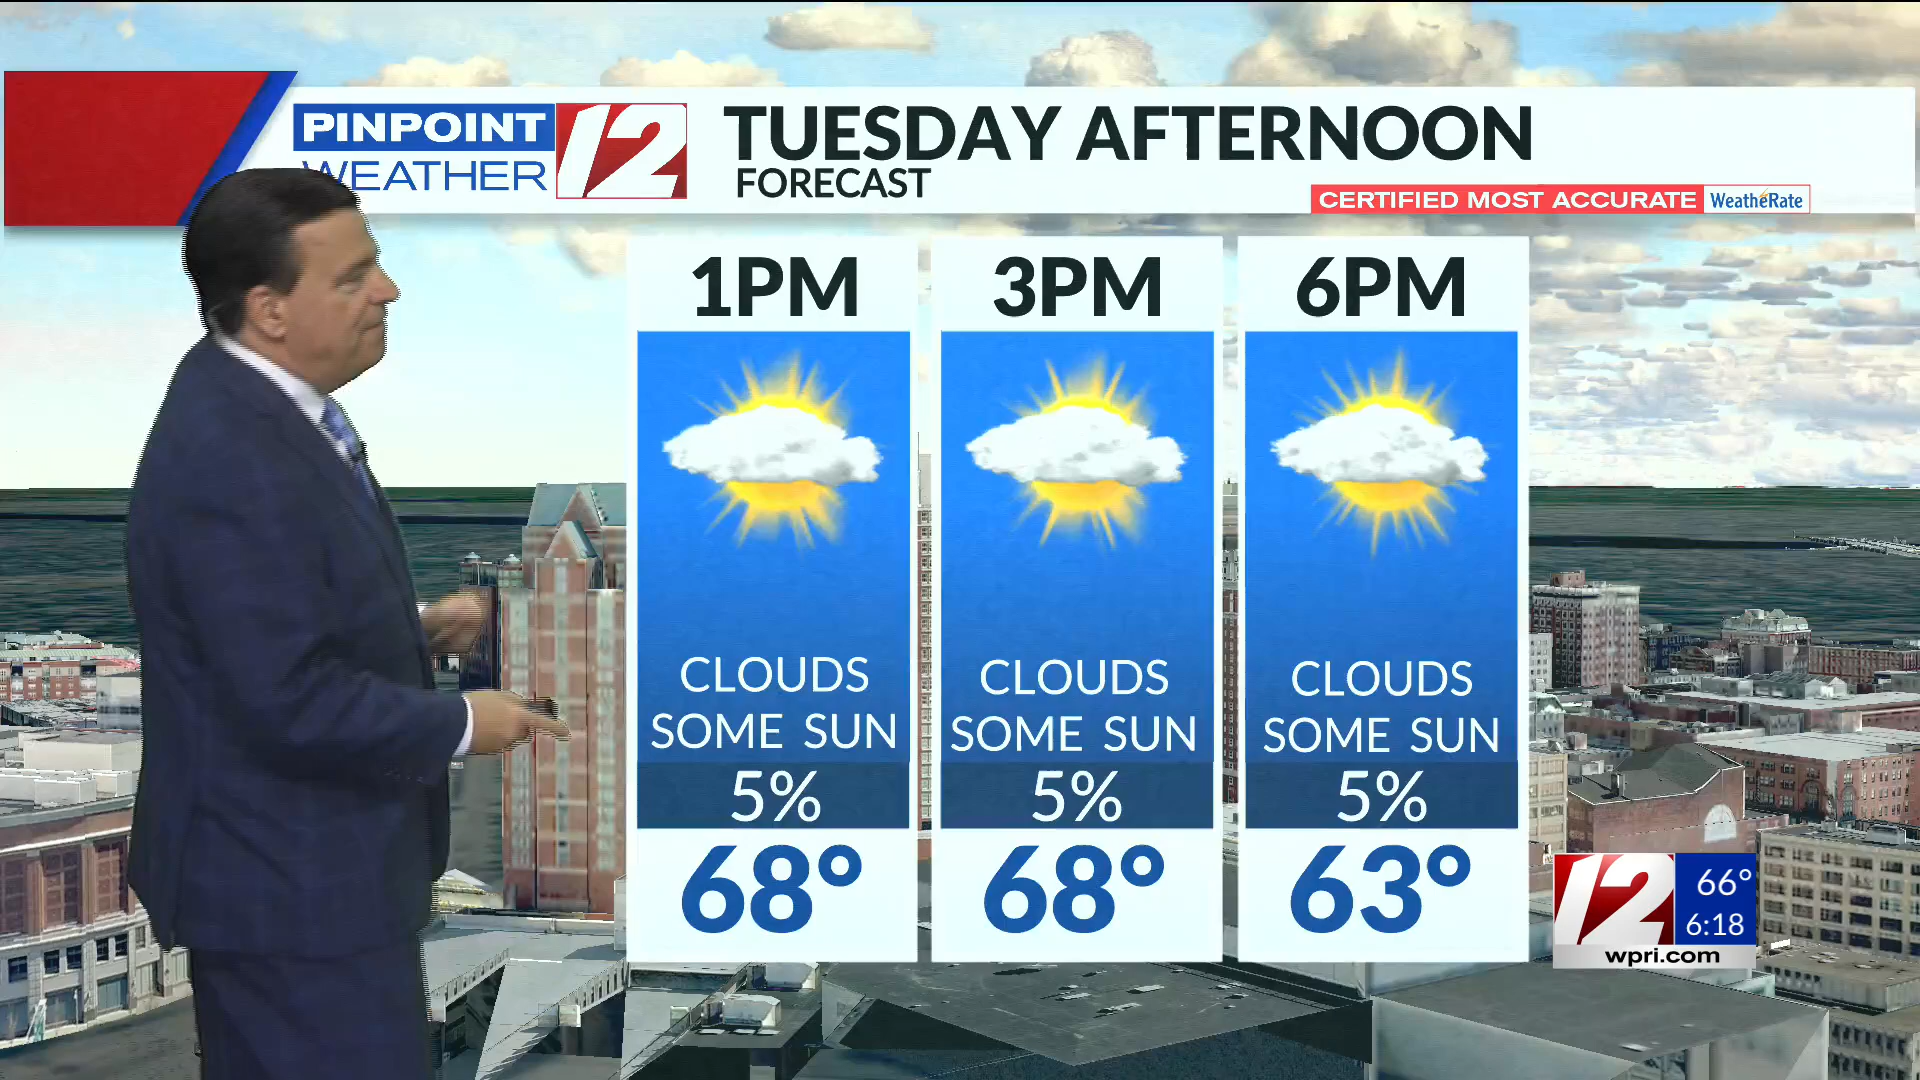 PINPOINT
WEATHER
12
TUESDAY AFTERNOON
FORECAST
CERTIFIED MOST ACCURATE WeatheRate
1PM
CLOUDS
SOME SUN
5%
68°
3PM
CLOUDS
SOME SUN
5%
68°
6PM
CLOUDS
SOME SUN
5%
63°
12
66°
6:18
wpri.com